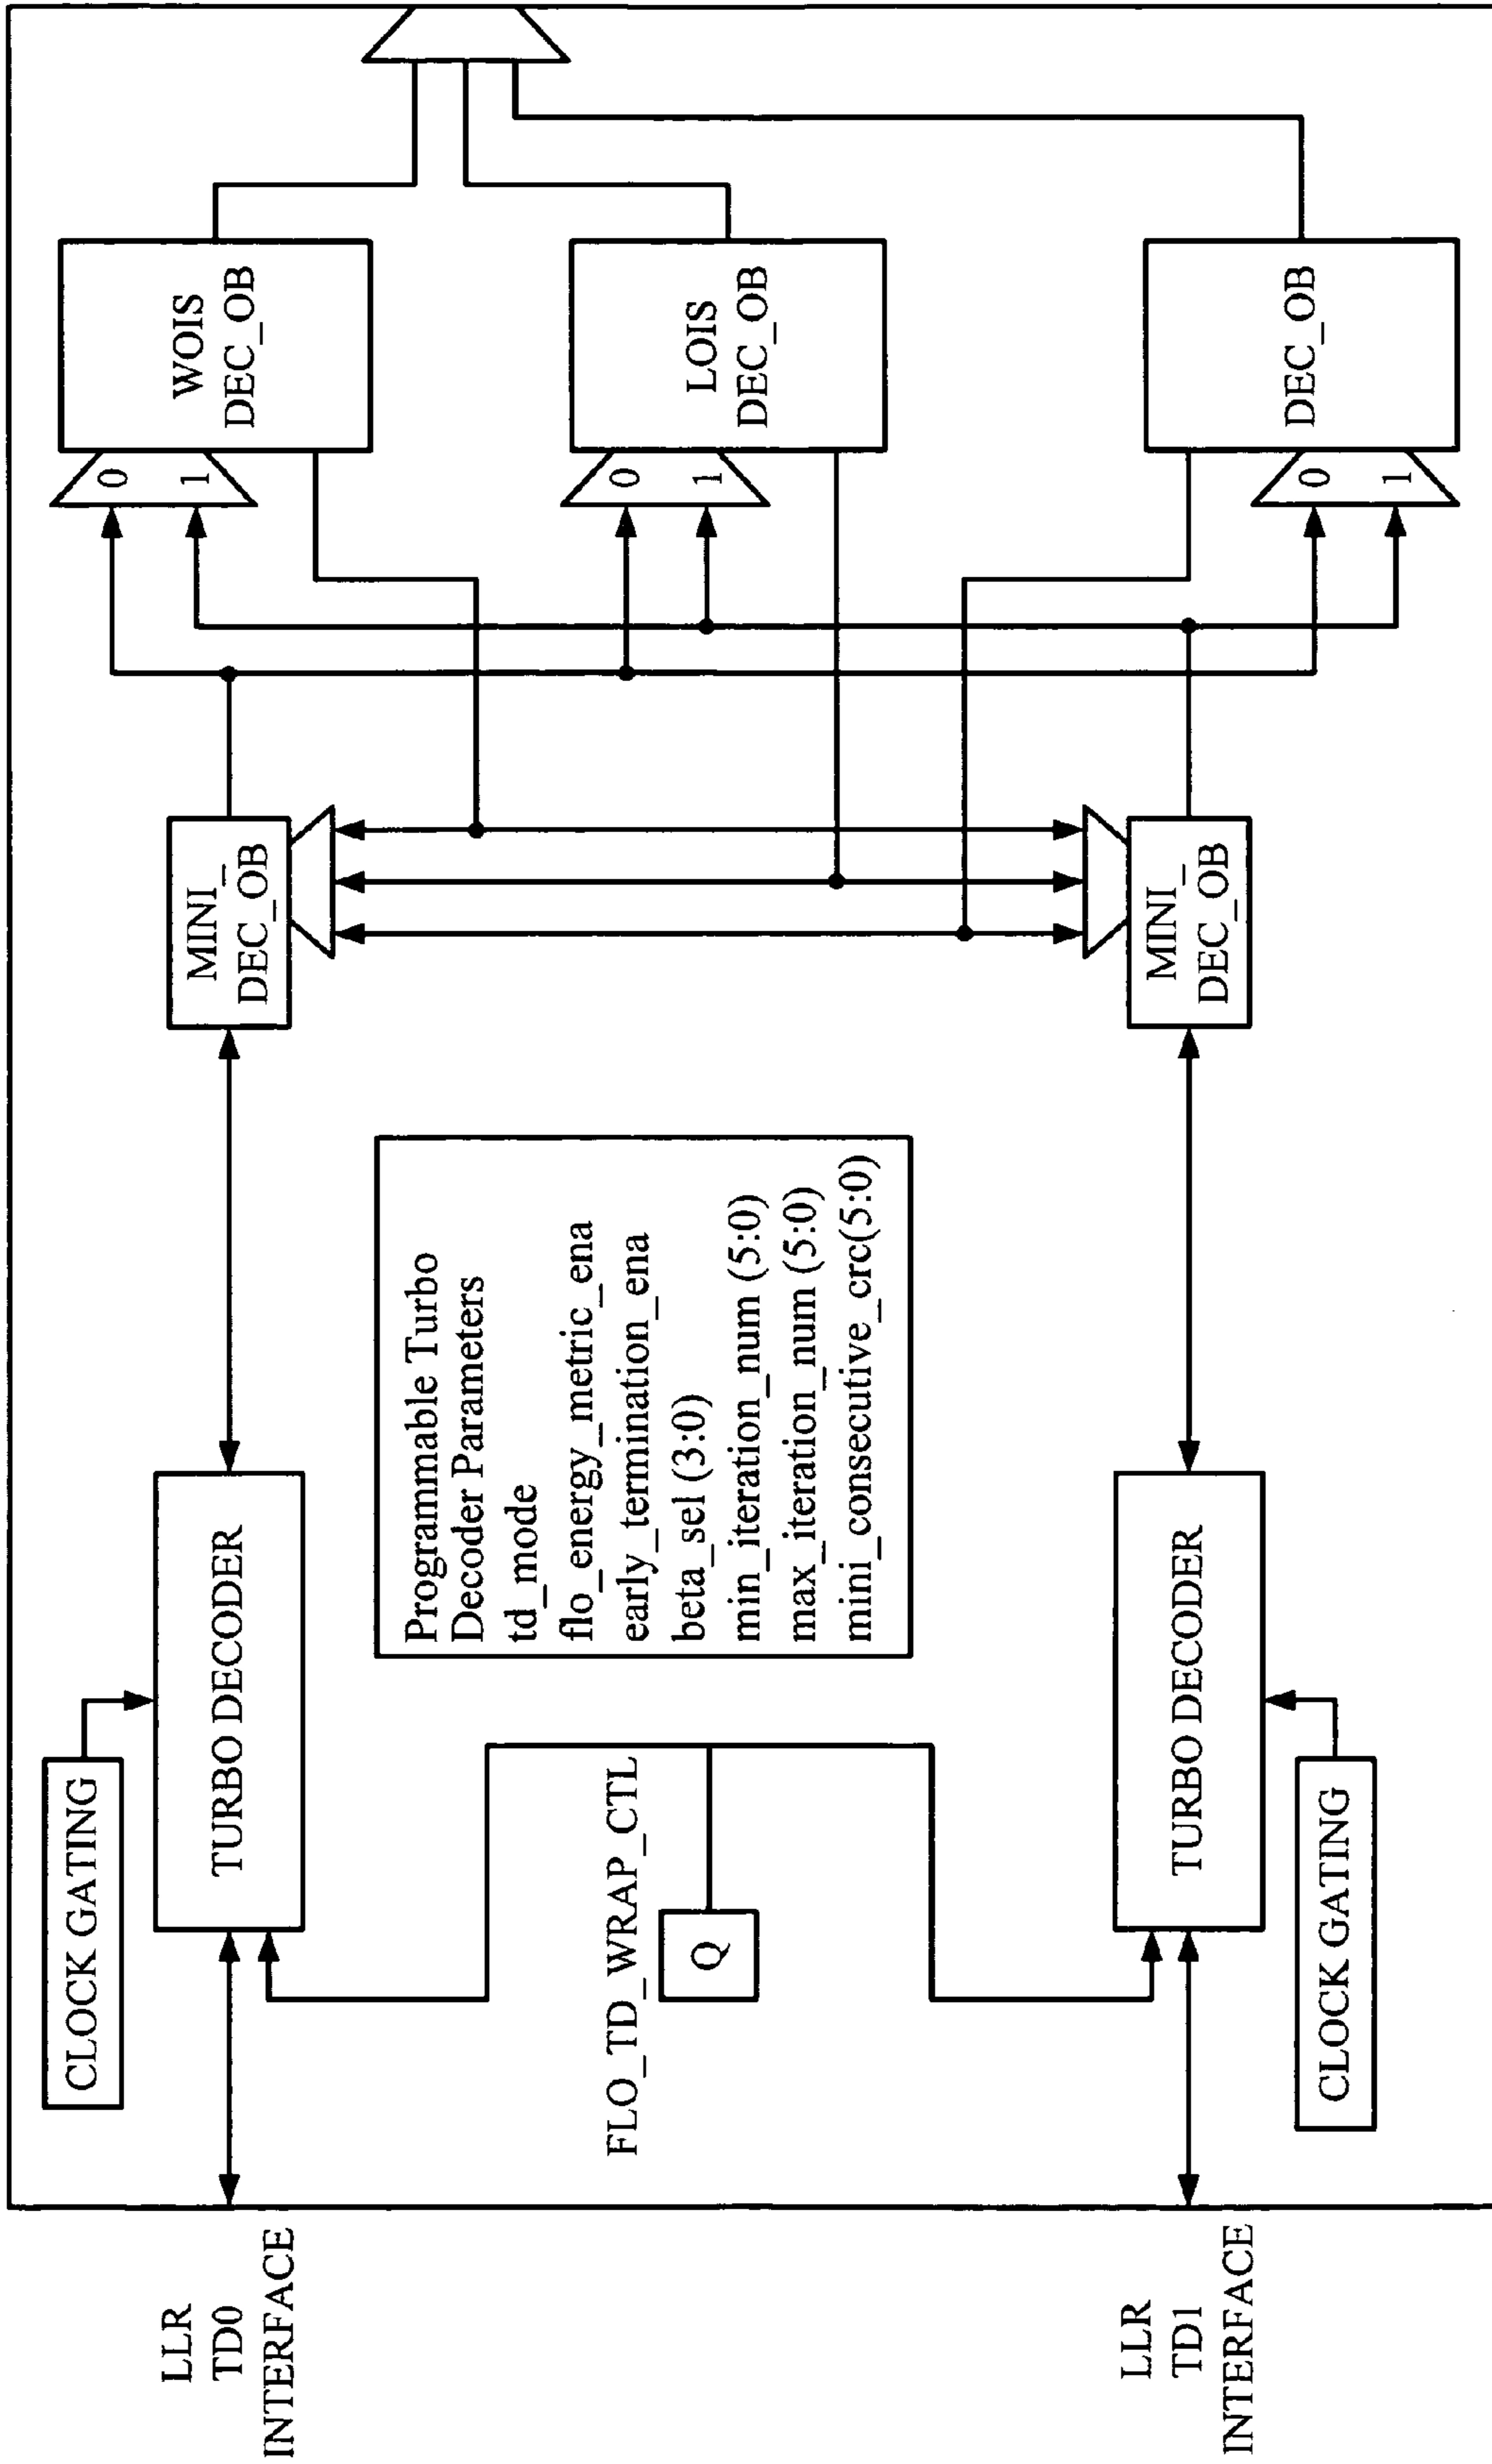 LLR
TD0
INTERFACE
CLOCK GATING
TURBO DECODER
MINI_
DEC_OB
0
1
WOIS
DEC_OB
FLO_TD_WRAP_CTL
Q
Programmable Turbo
Decoder Parameters
td_mode
flo_energy_metric_ena
early_termination_ena
beta_sel (3:0)
min_iteration_num (5:0)
max_iteration_num (5:0)
mini_consecutive_crc(5:0)
0
1
LOIS
DEC_OB
LLR
TD1
INTERFACE
TURBO DECODER
CLOCK GATING
MINI_
DEC_OB
0
1
DEC_OB